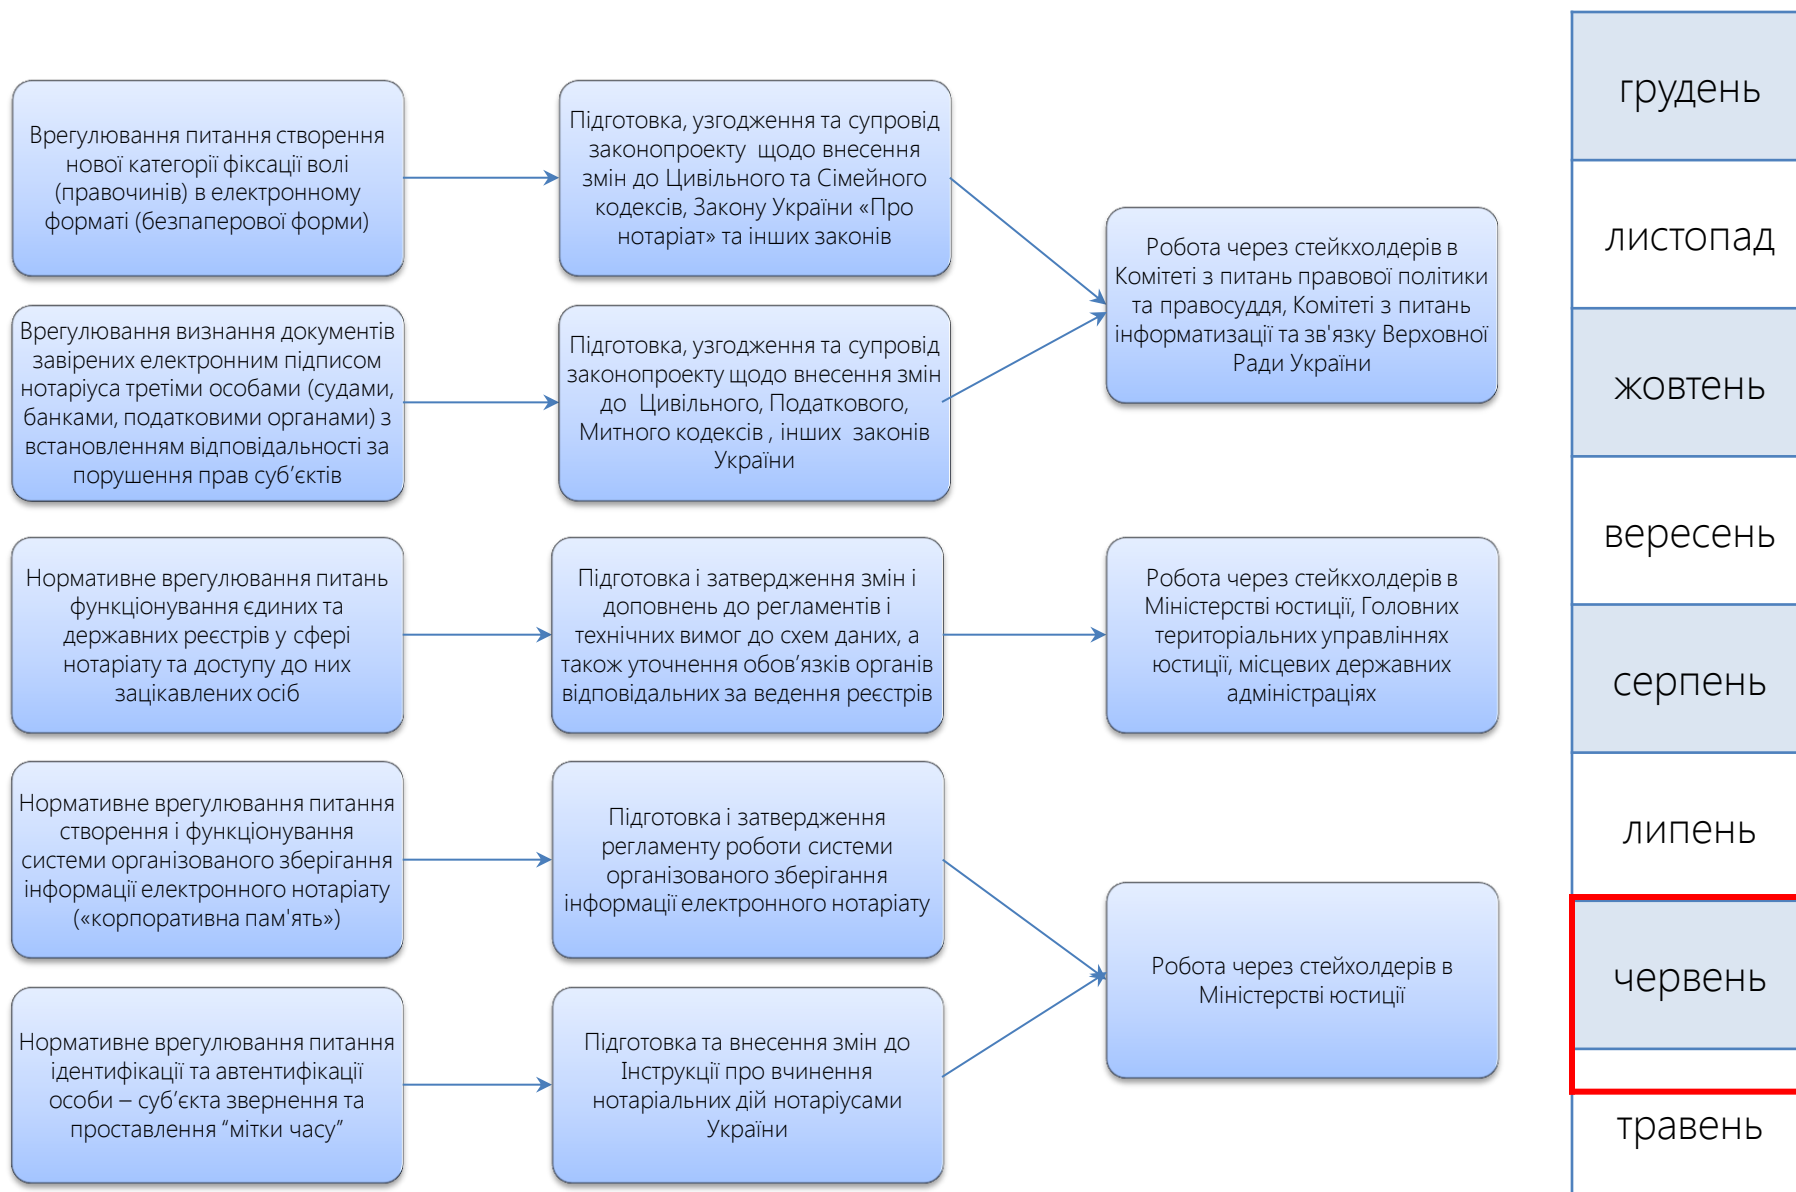 Врегулювання питання створення
нової категорії фіксації волі
(правочинів) в електронному
форматі (безпаперової форми)
Підготовка, узгодження та супровід
законопроекту щодо внесення
змін до Цивільного та Сімейного
кодексів, Закону України «Про
нотаріат» та інших законів
Робота через стейкхолдерів в
Комітеті з питань правової політики
та правосуддя, Комітеті з питань
інформатизації та зв'язку Верховної
Ради України
Врегулювання визнання документів
завірених електронним підписом
нотаріуса третіми особами (судами,
банками, податковими органами) з
встановленням відповідальності за
порушення прав суб’єктів
Підготовка, узгодження та супровід
законопроекту щодо внесення змін
до Цивільного, Податкового,
Митного кодексів , інших законів
України
Нормативне врегулювання питань
функціонування єдиних та
державних реєстрів у сфері
нотаріату та доступу до них
зацікавлених осіб
Підготовка і затвердження змін і
доповнень до регламентів і
технічних вимог до схем даних, а
також уточнення обов’язків органів
відповідальних за ведення реєстрів
Робота через стейкхолдерів в
Міністерстві юстиції, Головних
територіальних управліннях
юстиції, місцевих державних
адміністраціях
Нормативне врегулювання питання
створення і функціонування
системи організованого зберігання
інформації електронного нотаріату
(«корпоративна пам'ять»)
Підготовка і затвердження
регламенту роботи системи
організованого зберігання
інформації електронного нотаріату
Робота через стейхолдерів в
Міністерстві юстиції
Нормативне врегулювання питання
ідентифікації та автентифікації
особи – суб’єкта звернення та
проставлення “мітки часу”
Підготовка та внесення змін до
Інструкції про вчинення
нотаріальних дій нотаріусами
України
грудень
листопад
жовтень
вересень
серпень
липень
червень
травень